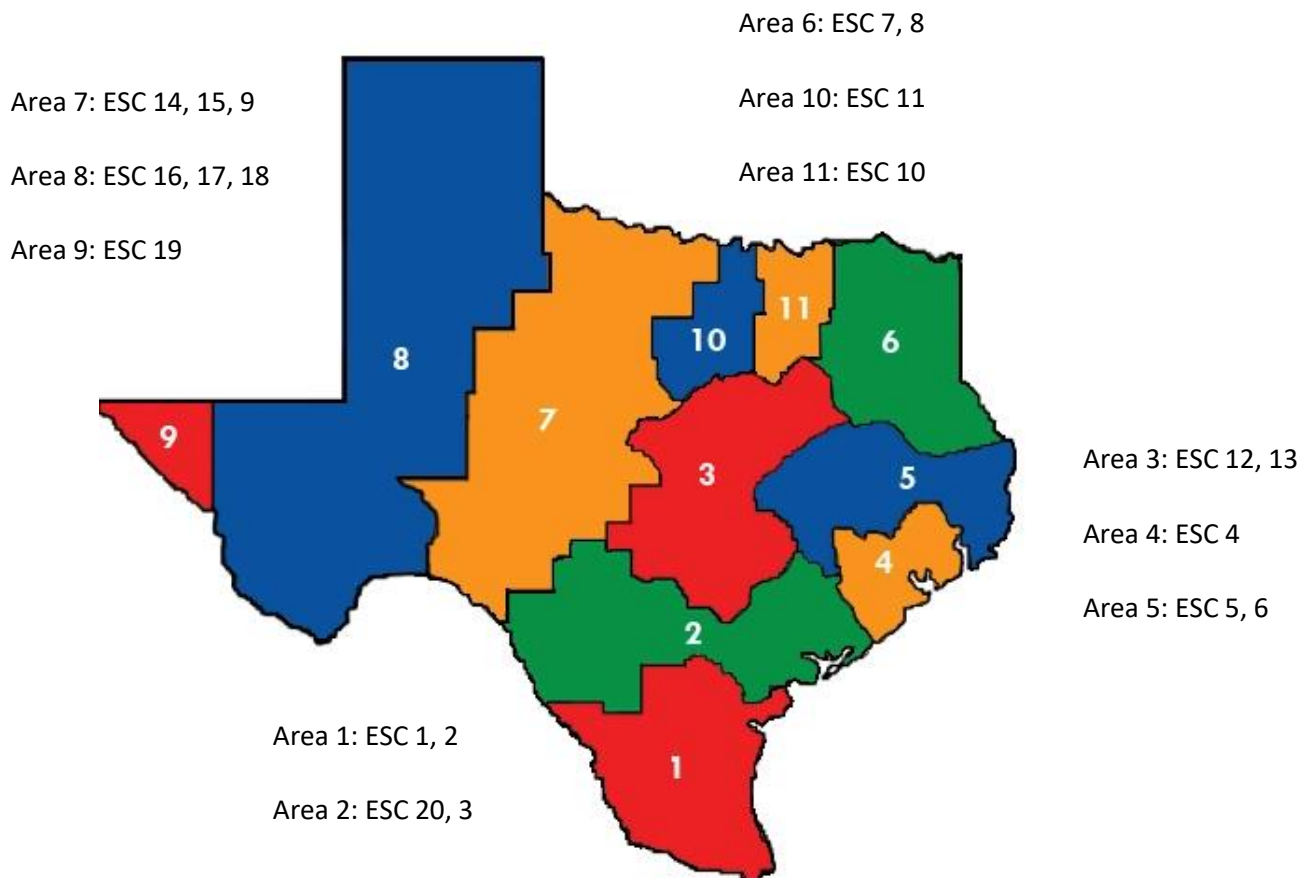 Area 6: ESC 7, 8
Area 7: ESC 14, 15, 9
Area 10: ESC 11
Area 8: ESC 16, 17, 18
Area 11: ESC 10
Area 9: ESC 19
11
10
6
8
7
9
3
5
Area 3: ESC 12, 13
Area 4: ESC 4
4
Area 5: ESC 5, 6
2
Area 1: ESC 1, 2
1
Area 2: ESC 20, 3